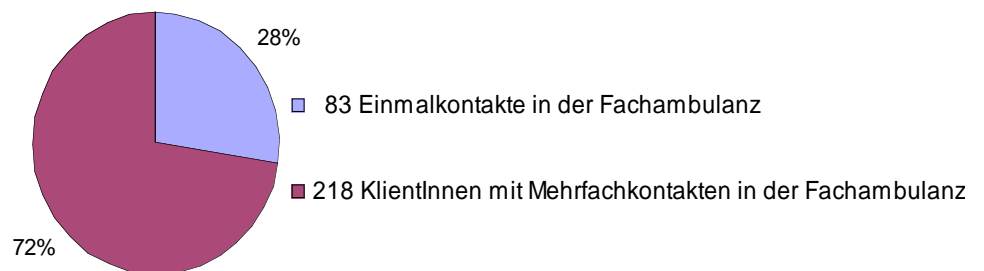 28%
83 Einmalkontakte in der Fachambulanz
218 KlientInnen mit Mehrfachkontakten in der Fachambulanz
72%